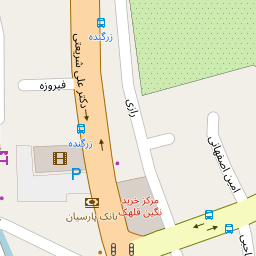 زرگنده
دکتر علی شریعتی
فیروزه
رازی
زرگنده
امین اصفهانی
P
مرکز خرید
نگین قلهک
بانک پارسیان